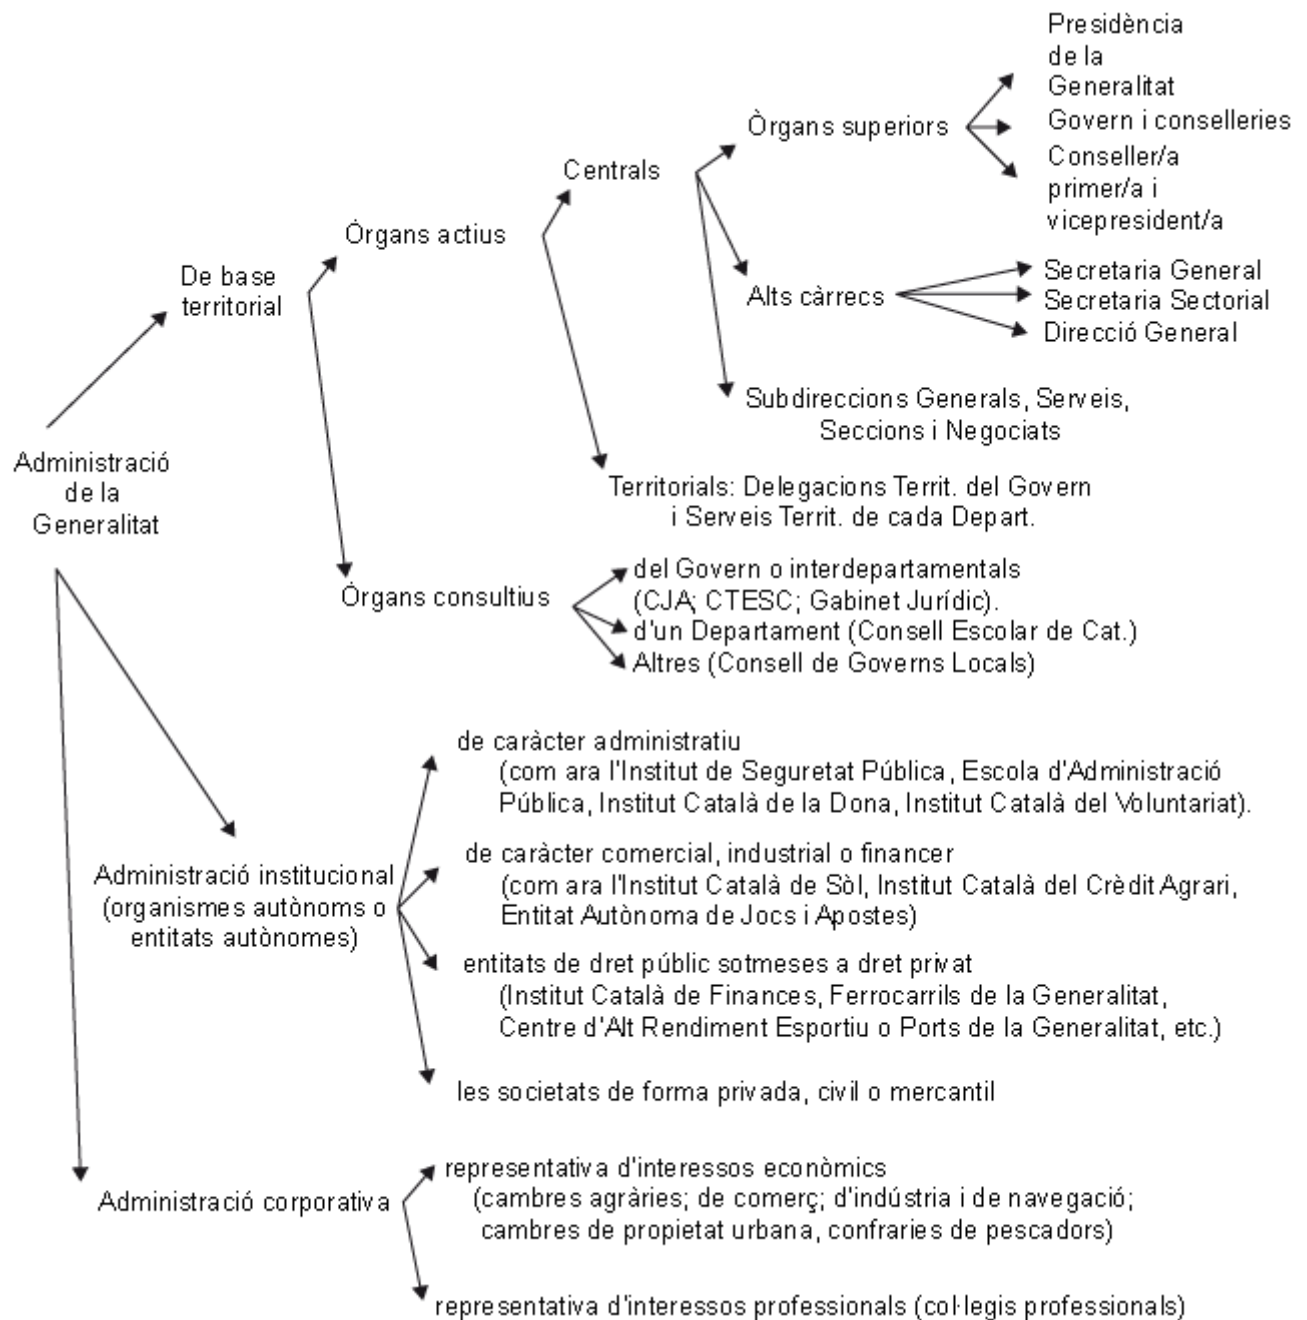 Presidència
de la
Generalitat
Govern i conselleries
Conseller/a
primer/a i
vicepresident/a
Òrgans superiors
Centrals
Òrgans actius
De base
territorial
Alts càrrecs
Secretaria General
Secretaria Sectorial
Direcció General
Subdireccions Generals, Serveis,
Seccions i Negociats
Administració
de la
Generalitat
Territorials: Delegacions Territ. del Govern
i Serveis Territ. de cada Depart.
Òrgans consultius
del Govern o interdepartamentals
(CJA; CTESC; Gabinet Jurídic).
d'un Departament (Consell Escolar de Cat.)
Altres (Consell de Governs Locals)
de caràcter administratiu
(com ara l'Institut de Seguretat Pública, Escola d'Administració
Pública, Institut Català de la Dona, Institut Català del Voluntariat).
Administració institucional
(organismes autònoms o
entitats autònomes)
de caràcter comercial, industrial o financer
(com ara l'Institut Català de Sòl, Institut Català del Crèdit Agrari,
Entitat Autònoma de Jocs i Apostes)
entitats de dret públic sotmeses a dret privat
(Institut Català de Finances, Ferrocarrils de la Generalitat,
Centre d'Alt Rendiment Esportiu o Ports de la Generalitat, etc.)
les societats de forma privada, civil o mercantil
Administració corporativa
representativa d'interessos econòmics
(cambres agràries; de comerç; d'indústria i de navegació;
cambres de propietat urbana, confraries de pescadors)
representativa d'interessos professionals (col·legis professionals)